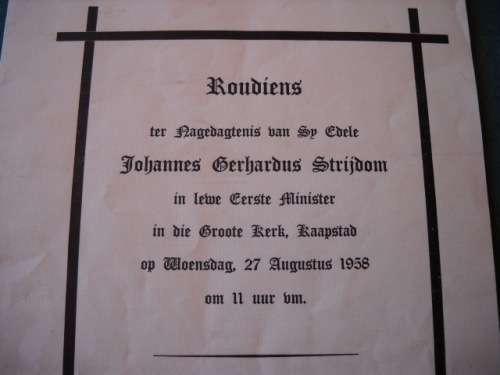 Roudiens
ter Nagedagtenis van Sy Edele
Johannes Gerhardus Strijdom
in lewe Eerste Minister
in die Groote Kerk, Kaapstad
op Woensdag, 27 Augustus 1958
om 11 uur vm.